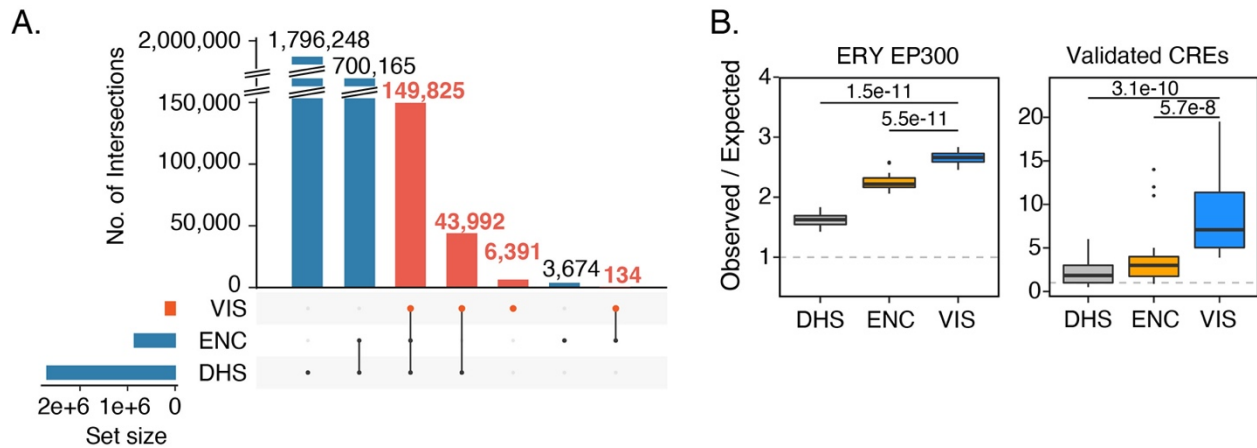 A.
No. of Intersections
2,000,000
150,000
100,000
50,000
0
1,796,248
700,165
149,825
43,992
6,391
3,674
134
VIS
ENC
DHS
2e+6 1e+6 0
Set size
B.
Observed / Expected
ERY EP300
4
3
2
1
1.5e-11
5.5e-11
DHS ENC VIS
Validated CREs
20
15
10
5
0
3.1e-10
5.7e-8
DHS ENC VIS